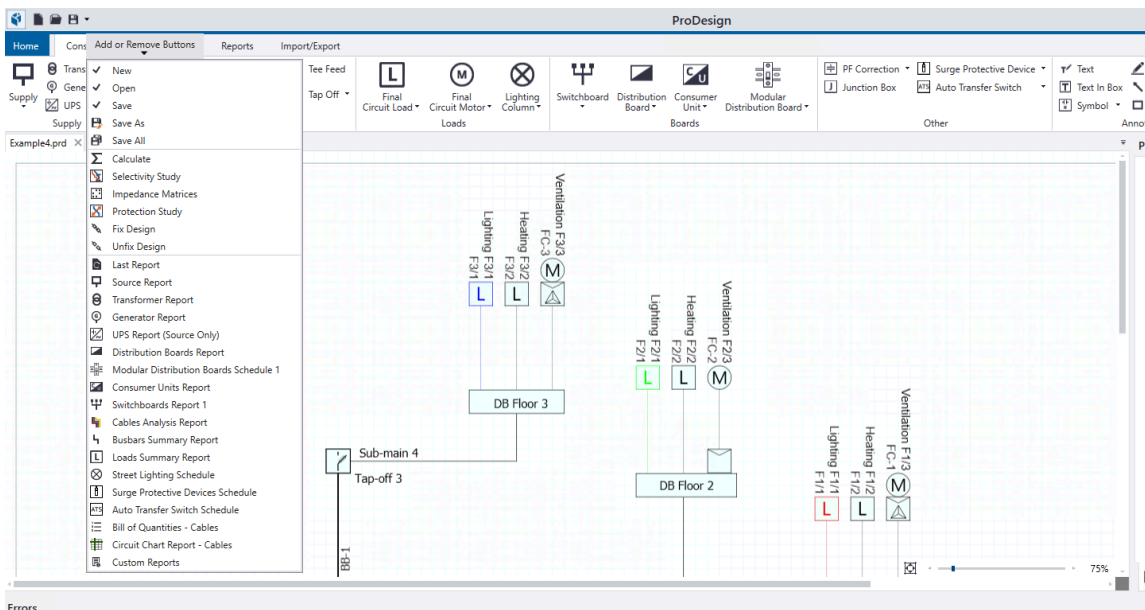 ProDesign
Home Cons Add or Remove Buttons Reports Import/Export
Supply
Trans
Gene
UPS
Supply
Tee Feed
Tap Off
L
Final
Circuit Load
M
Final
Circuit Motor
Lighting
Column
Loads
Switchboard
Distribution
Board
Consumer
Unit
Modular
Distribution Board
Boards
PF Correction
Surge Protective Device
J Junction Box
ATS Auto Transfer Switch
Other
Text
T Text In Box
Symbol
Anno
Example4.prd
P
New
Open
Save
Save As
Save All
Calculate
Selectivity Study
Impedance Matrices
Protection Study
Fix Design
Unfix Design
Last Report
Source Report
Transformer Report
Generator Report
UPS Report (Source Only)
Distribution Boards Report
Modular Distribution Boards Schedule 1
Consumer Units Report
Switchboards Report 1
Cables Analysis Report
Busbars Summary Report
L Loads Summary Report
Street Lighting Schedule
Surge Protective Devices Schedule
ATS Auto Transfer Switch Schedule
Bill of Quantities - Cables
Circuit Chart Report - Cables
Custom Reports
Lighting F3/1
F3/1
L
Heating F3/2
F3/2
L
Ventilation F3/3
FC-3
M
DB Floor 3
Sub-main 4
Tap-off 3
BB-1
Lighting F2/1
F2/1
L
Heating F2/2
F2/2
L
Ventilation F2/3
FC-2
M
DB Floor 2
Lighting F1/1
F1/1
L
Heating F1/2
F1/2
L
Ventilation F1/3
FC-1
M
75%
Errors